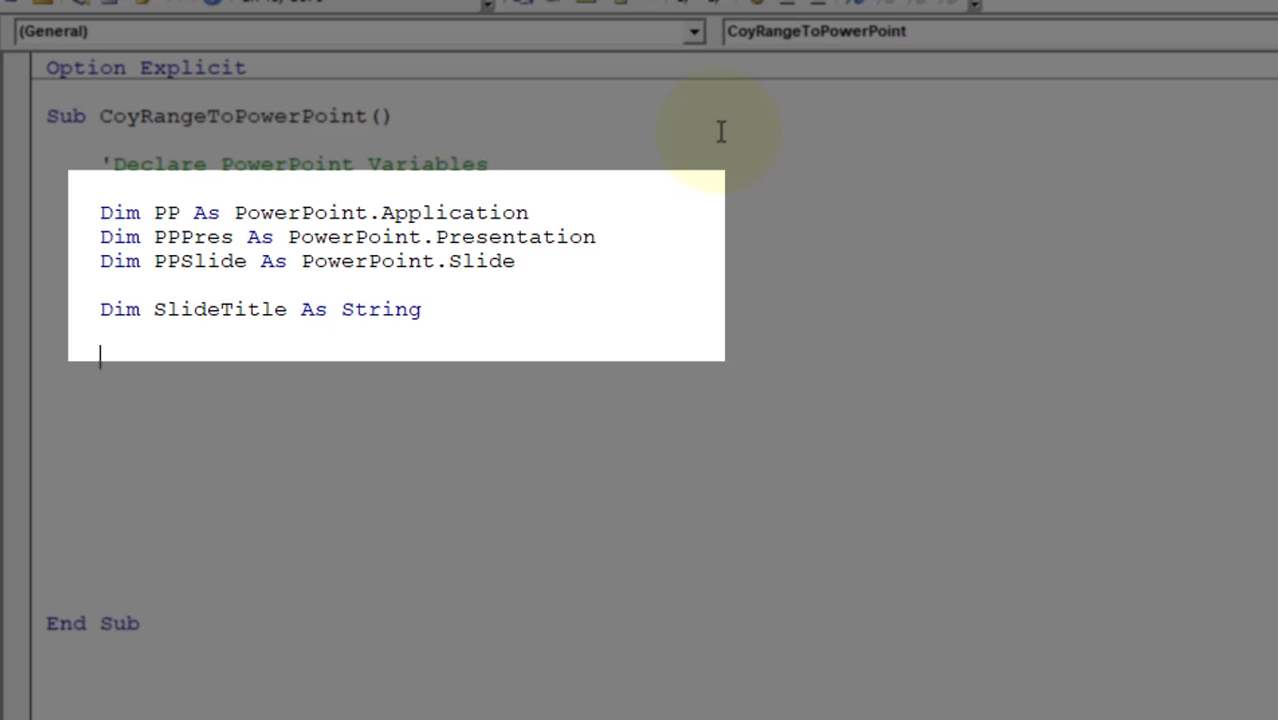 (General)
CoyRangeToPowerPoint
Option Explicit
Sub CoyRangeToPowerPoint()
'Declare PowerPoint Variables
Dim PP As PowerPoint.Application
Dim PPPres As PowerPoint.Presentation
Dim PPSlide As PowerPoint.Slide
Dim SlideTitle As String
End Sub